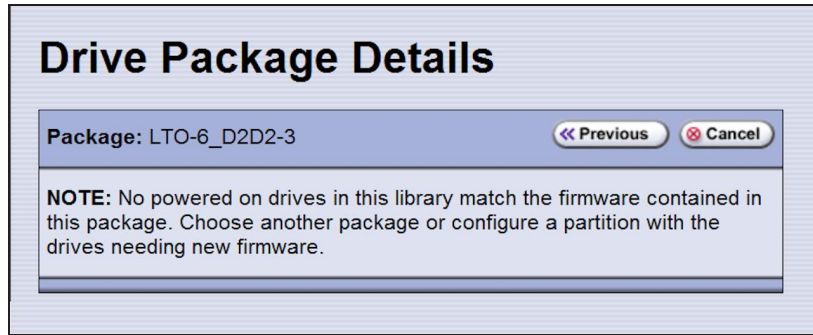 Drive Package Details
Package: LTO-6_D2D2-3
Previous
Cancel
NOTE: No powered on drives in this library match the firmware contained in
this package. Choose another package or configure a partition with the
drives needing new firmware.